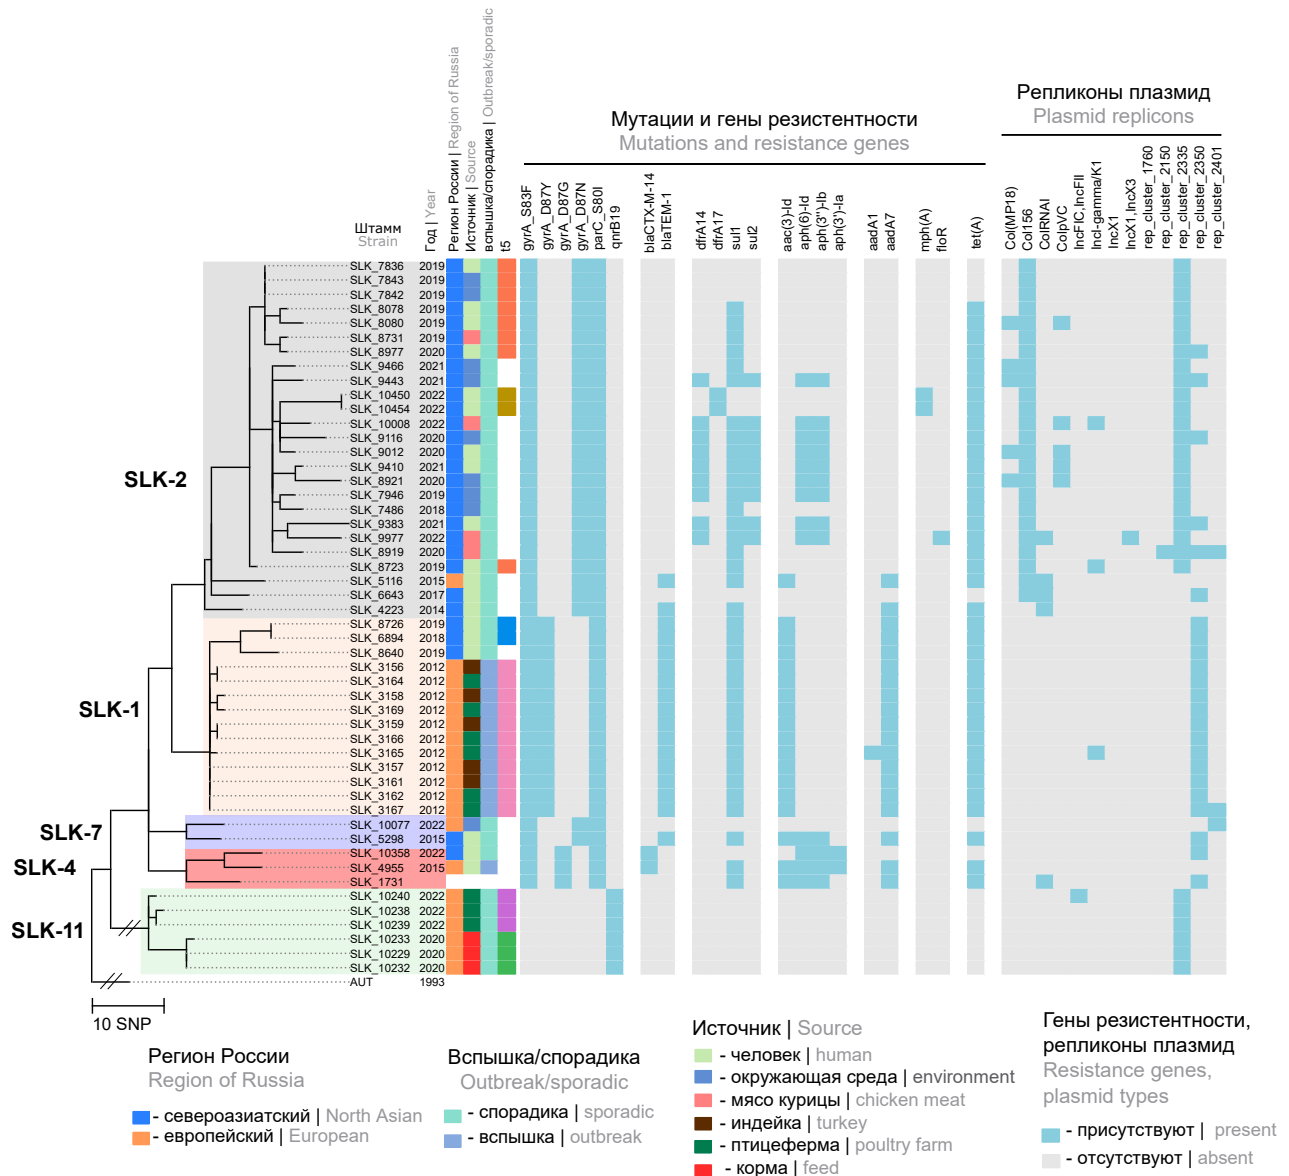 Мутации и гены резистентности
Mutations and resistance genes
Репликоны плазмид
Plasmid replicons
Штамм
Strain
Год | Year
Регион России | Region of Russia
Источник | Source
вспышка/спорадика | Outbreak/sporadic
t5
gyrA_S83F
gyrA_D87Y
gyrA_D87G
gyrA_D87N
parC_S80I
qnrB19
blaCTX-M-14
blaTEM-1
dfrA14
dfrA17
sul1
sul2
aac(3)-Id
aph(6)-Id
aph(3'')-Ib
aph(3')-Ia
aadA1
aadA7
mph(A)
floR
tet(A)
Col(MP18)
Col156
ColRNAI
ColpVC
IncFIC,IncFII
IncI-gamma/K1
IncX1
IncX1,IncX3
rep_cluster_1760
rep_cluster_2150
rep_cluster_2335
rep_cluster_2350
rep_cluster_2401
SLK_7836 2019
SLK_7843 2019
SLK_7842 2019
SLK_8078 2019
SLK_8080 2019
SLK_8731 2019
SLK_8977 2020
SLK_9466 2021
SLK_9443 2021
SLK_10450 2022
SLK_10454 2022
SLK_10008 2022
SLK_9116 2020
SLK_9012 2020
SLK_9410 2021
SLK_8921 2020
SLK_7946 2019
SLK_7486 2018
SLK_9383 2021
SLK_9977 2022
SLK_8919 2020
SLK_8723 2019
SLK_5116 2015
SLK_6643 2017
SLK_4223 2014
SLK_8726 2019
SLK_6894 2018
SLK_8640 2019
SLK_3156 2012
SLK_3164 2012
SLK_3158 2012
SLK_3169 2012
SLK_3159 2012
SLK_3166 2012
SLK_3165 2012
SLK_3157 2012
SLK_3161 2012
SLK_3162 2012
SLK_3167 2012
SLK_10077 2022
SLK_5298 2015
SLK_10358 2022
SLK_4955 2015
SLK_1731
SLK_10240 2022
SLK_10238 2022
SLK_10239 2022
SLK_10233 2020
SLK_10229 2020
SLK_10232 2020
AUT 1993
SLK-2
SLK-1
SLK-7
SLK-4
SLK-11
10 SNP
Регион России
Region of Russia
- североазиатский | North Asian
- европейский | European
Вспышка/спорадика
Outbreak/sporadic
- спорадика | sporadic
- вспышка | outbreak
Источник | Source
- человек | human
- окружающая среда | environment
- мясо курицы | chicken meat
- индейка | turkey
- птицеферма | poultry farm
- корма | feed
Гены резистентности,
репликоны плазмид
Resistance genes,
plasmid types
- присутствуют | present
- отсутствуют | absent